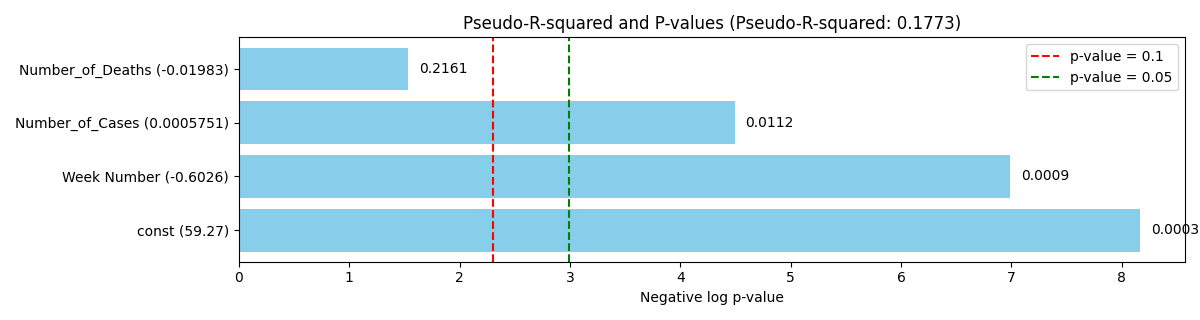 Pseudo-R-squared and P-values (Pseudo-R-squared: 0.1773)
p-value = 0.1
p-value = 0.05
Number_of_Deaths (-0.01983)
0.2161
Number_of_Cases (0.0005751)
0.0112
Week Number (-0.6026)
0.0009
const (59.27)
0.0003
0 1 2 3 4 5 6 7 8
Negative log p-value